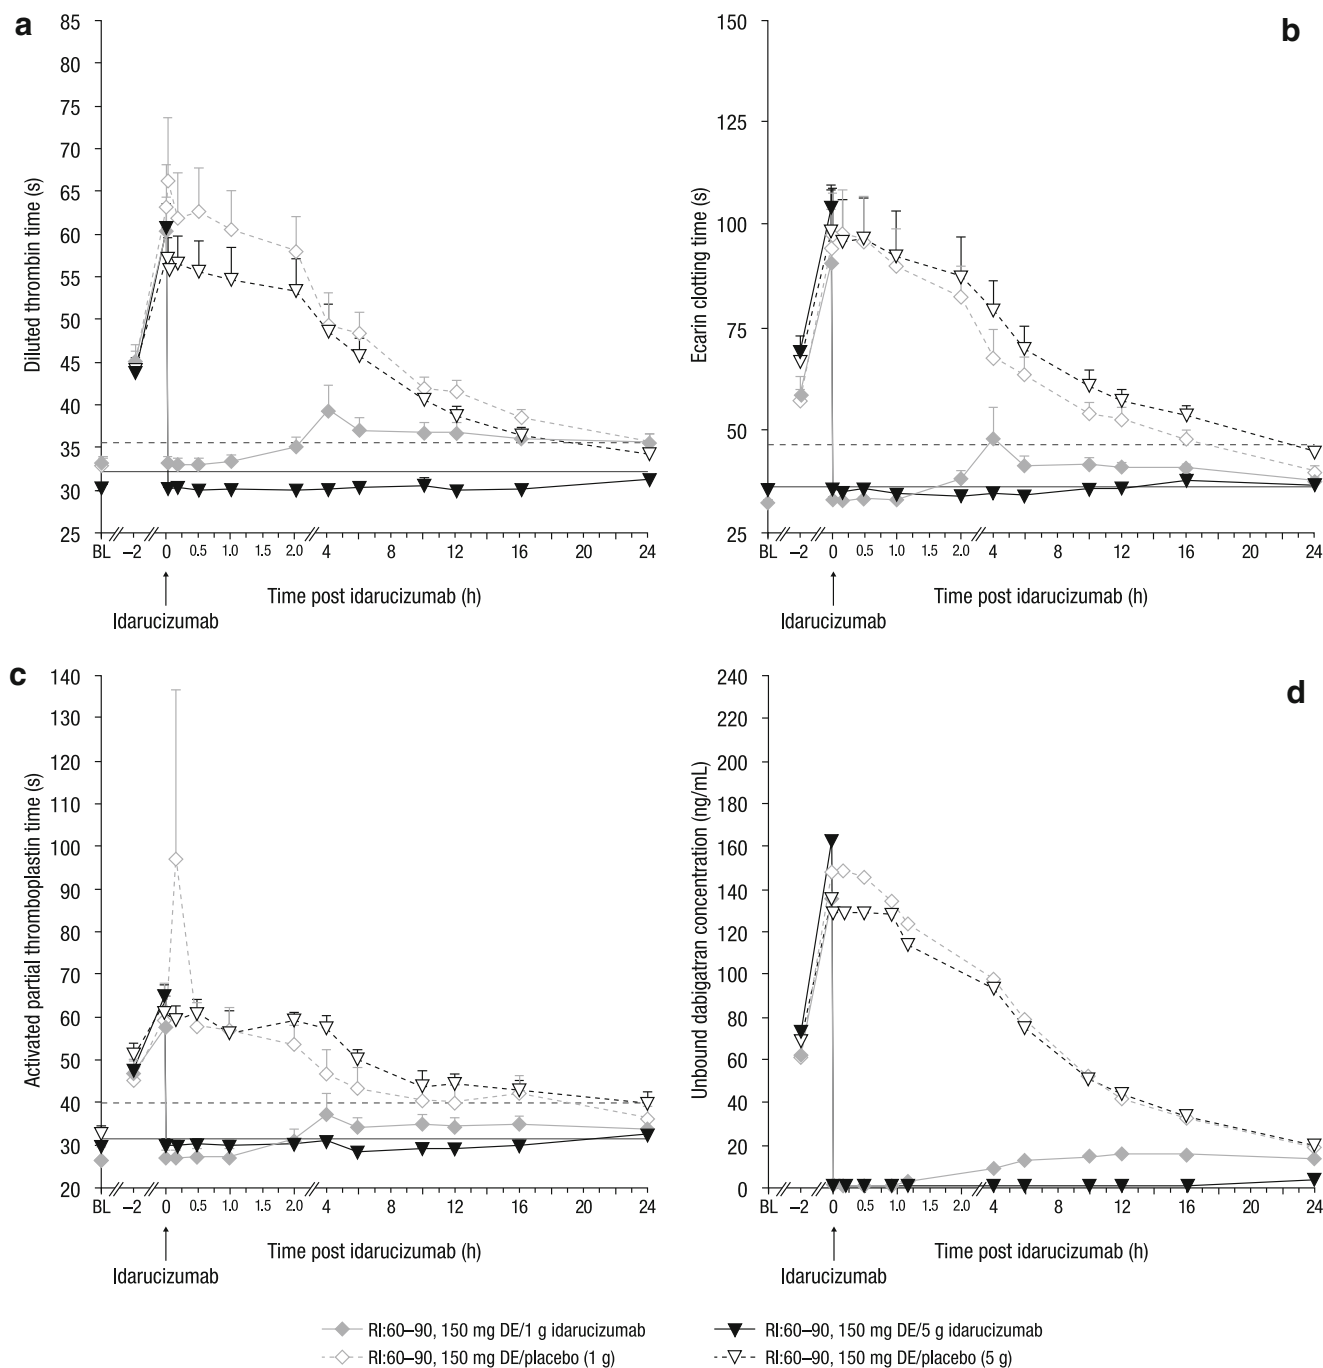 a
Diluted thrombin time (s)
85
80
75
70
65
60
55
50
45
40
35
30
25
BL −2 0 0.5 1.0 1.5 2.0 4 8 12 16 20 24
Time post idarucizumab (h)
Idarucizumab
b
Ecarin clotting time (s)
150
125
100
75
50
25
BL −2 0 0.5 1.0 1.5 2.0 4 8 12 16 20 24
Time post idarucizumab (h)
Idarucizumab
c
Activated partial thromboplastin time (s)
140
130
120
110
100
90
80
70
60
50
40
30
20
BL −2 0 0.5 1.0 1.5 2.0 4 8 12 16 20 24
Time post idarucizumab (h)
Idarucizumab
d
Unbound dabigatran concentration (ng/mL)
240
220
200
180
160
140
120
100
80
60
40
20
0
BL −2 0 0.5 1.0 1.5 2.0 4 8 12 16 20 24
Time post idarucizumab (h)
Idarucizumab
RI:60–90, 150 mg DE/1 g idarucizumab
RI:60–90, 150 mg DE/placebo (1 g)
RI:60–90, 150 mg DE/5 g idarucizumab
RI:60–90, 150 mg DE/placebo (5 g)